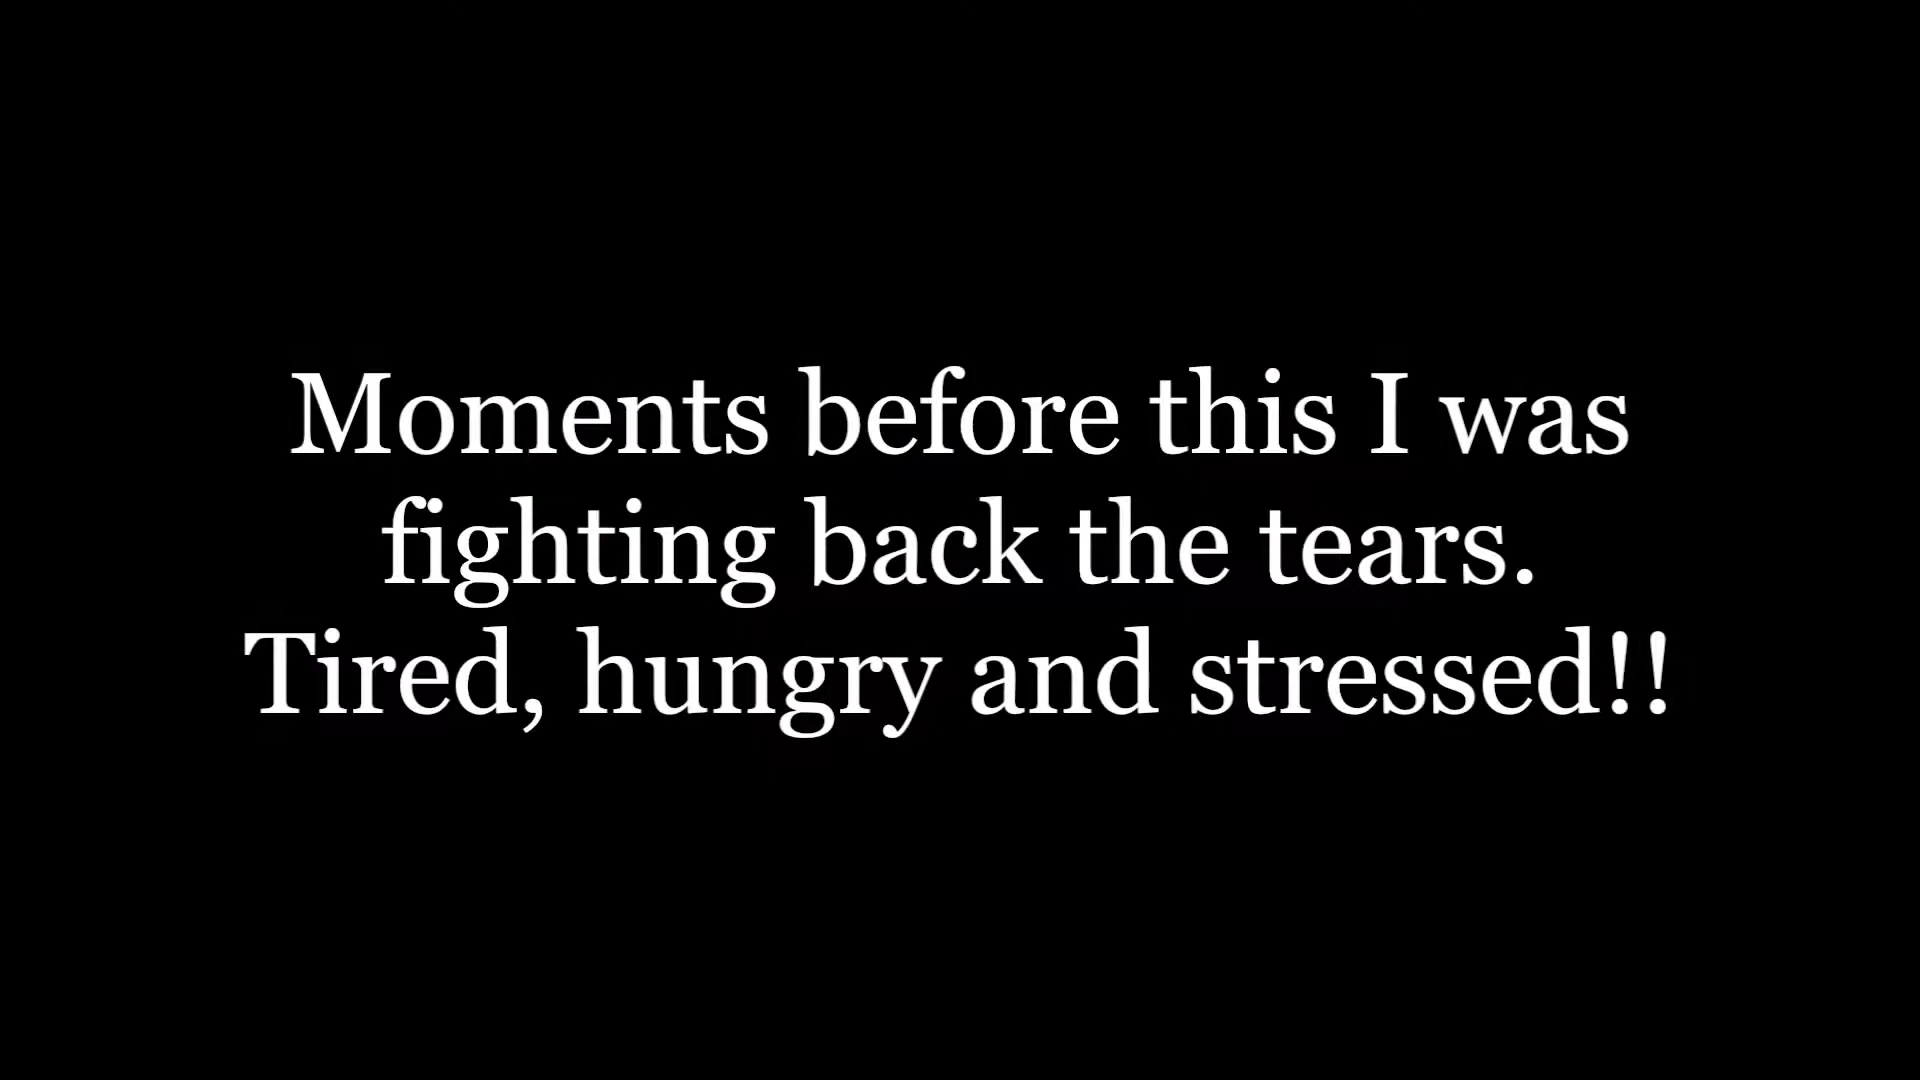 Moments before this I was
fighting back the tears.
Tired, hungry and stressed!!